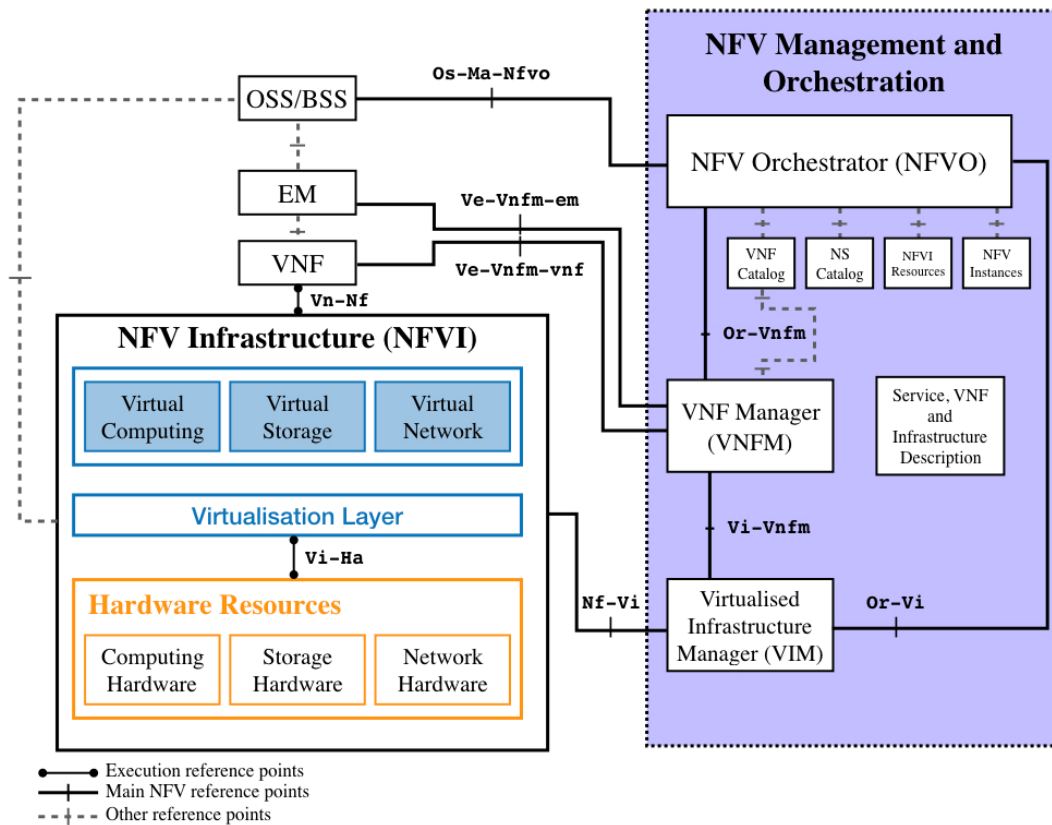 NFV Management and
Orchestration
Os-Ma-Nfvo
OSS/BSS
NFV Orchestrator (NFVO)
EM
Ve-Vnfm-em
VNF
Catalog
NS
Catalog
NFVI
Resources
NFV
Instances
VNF
Ve-Vnfm-vnf
Vn-Nf
NFV Infrastructure (NFVI)
Or-Vnfm
Virtual
Computing
Virtual
Storage
Virtual
Network
VNF Manager
(VNFM)
Service, VNF
and
Infrastructure
Description
Virtualisation Layer
Vi-Vnfm
Vi-Ha
Hardware Resources
Nf-Vi
Virtualised
Infrastructure
Manager (VIM)
Or-Vi
Computing
Hardware
Storage
Hardware
Network
Hardware
Execution reference points
Main NFV reference points
Other reference points